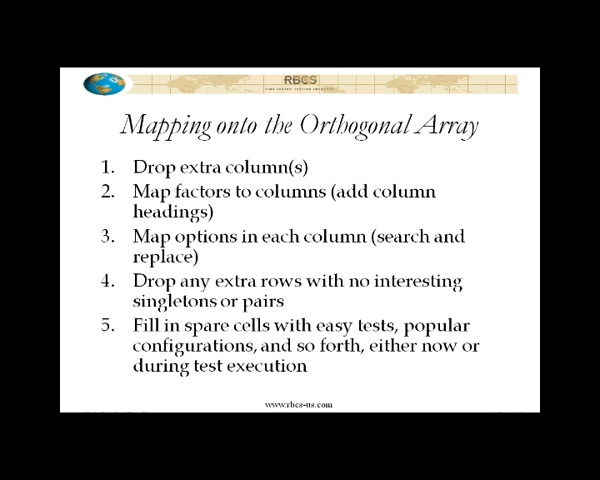 RBCS
Mapping onto the Orthogonal Array
1. Drop extra column(s)
2. Map factors to columns (add column
headings)
3. Map options in each column (search and
replace)
4. Drop any extra rows with no interesting
singletons or pairs
5. Fill in spare cells with easy tests, popular
configurations, and so forth, either now or
during test execution
www.rbcs-us.com